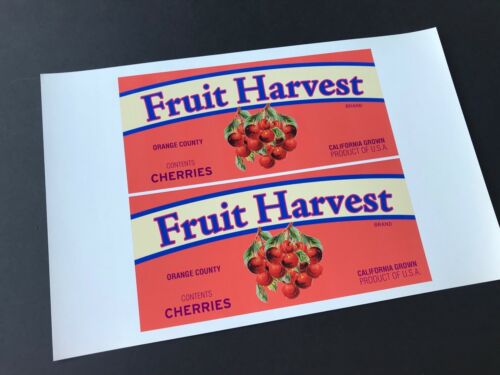 Fruit Harvest
BRAND
ORANGE COUNTY
CALIFORNIA GROWN
PRODUCT OF U.S.A.
CONTENTS
CHERRIES
Fruit Harvest
BRAND
ORANGE COUNTY
CALIFORNIA GROWN
PRODUCT OF U.S.A.
CONTENTS
CHERRIES